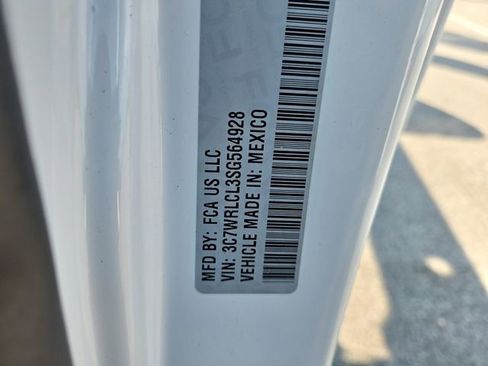 MFD BY: FCA US LLC
VIN: 3C7WRLCL3SG564928
VEHICLE MADE IN: MEXICO